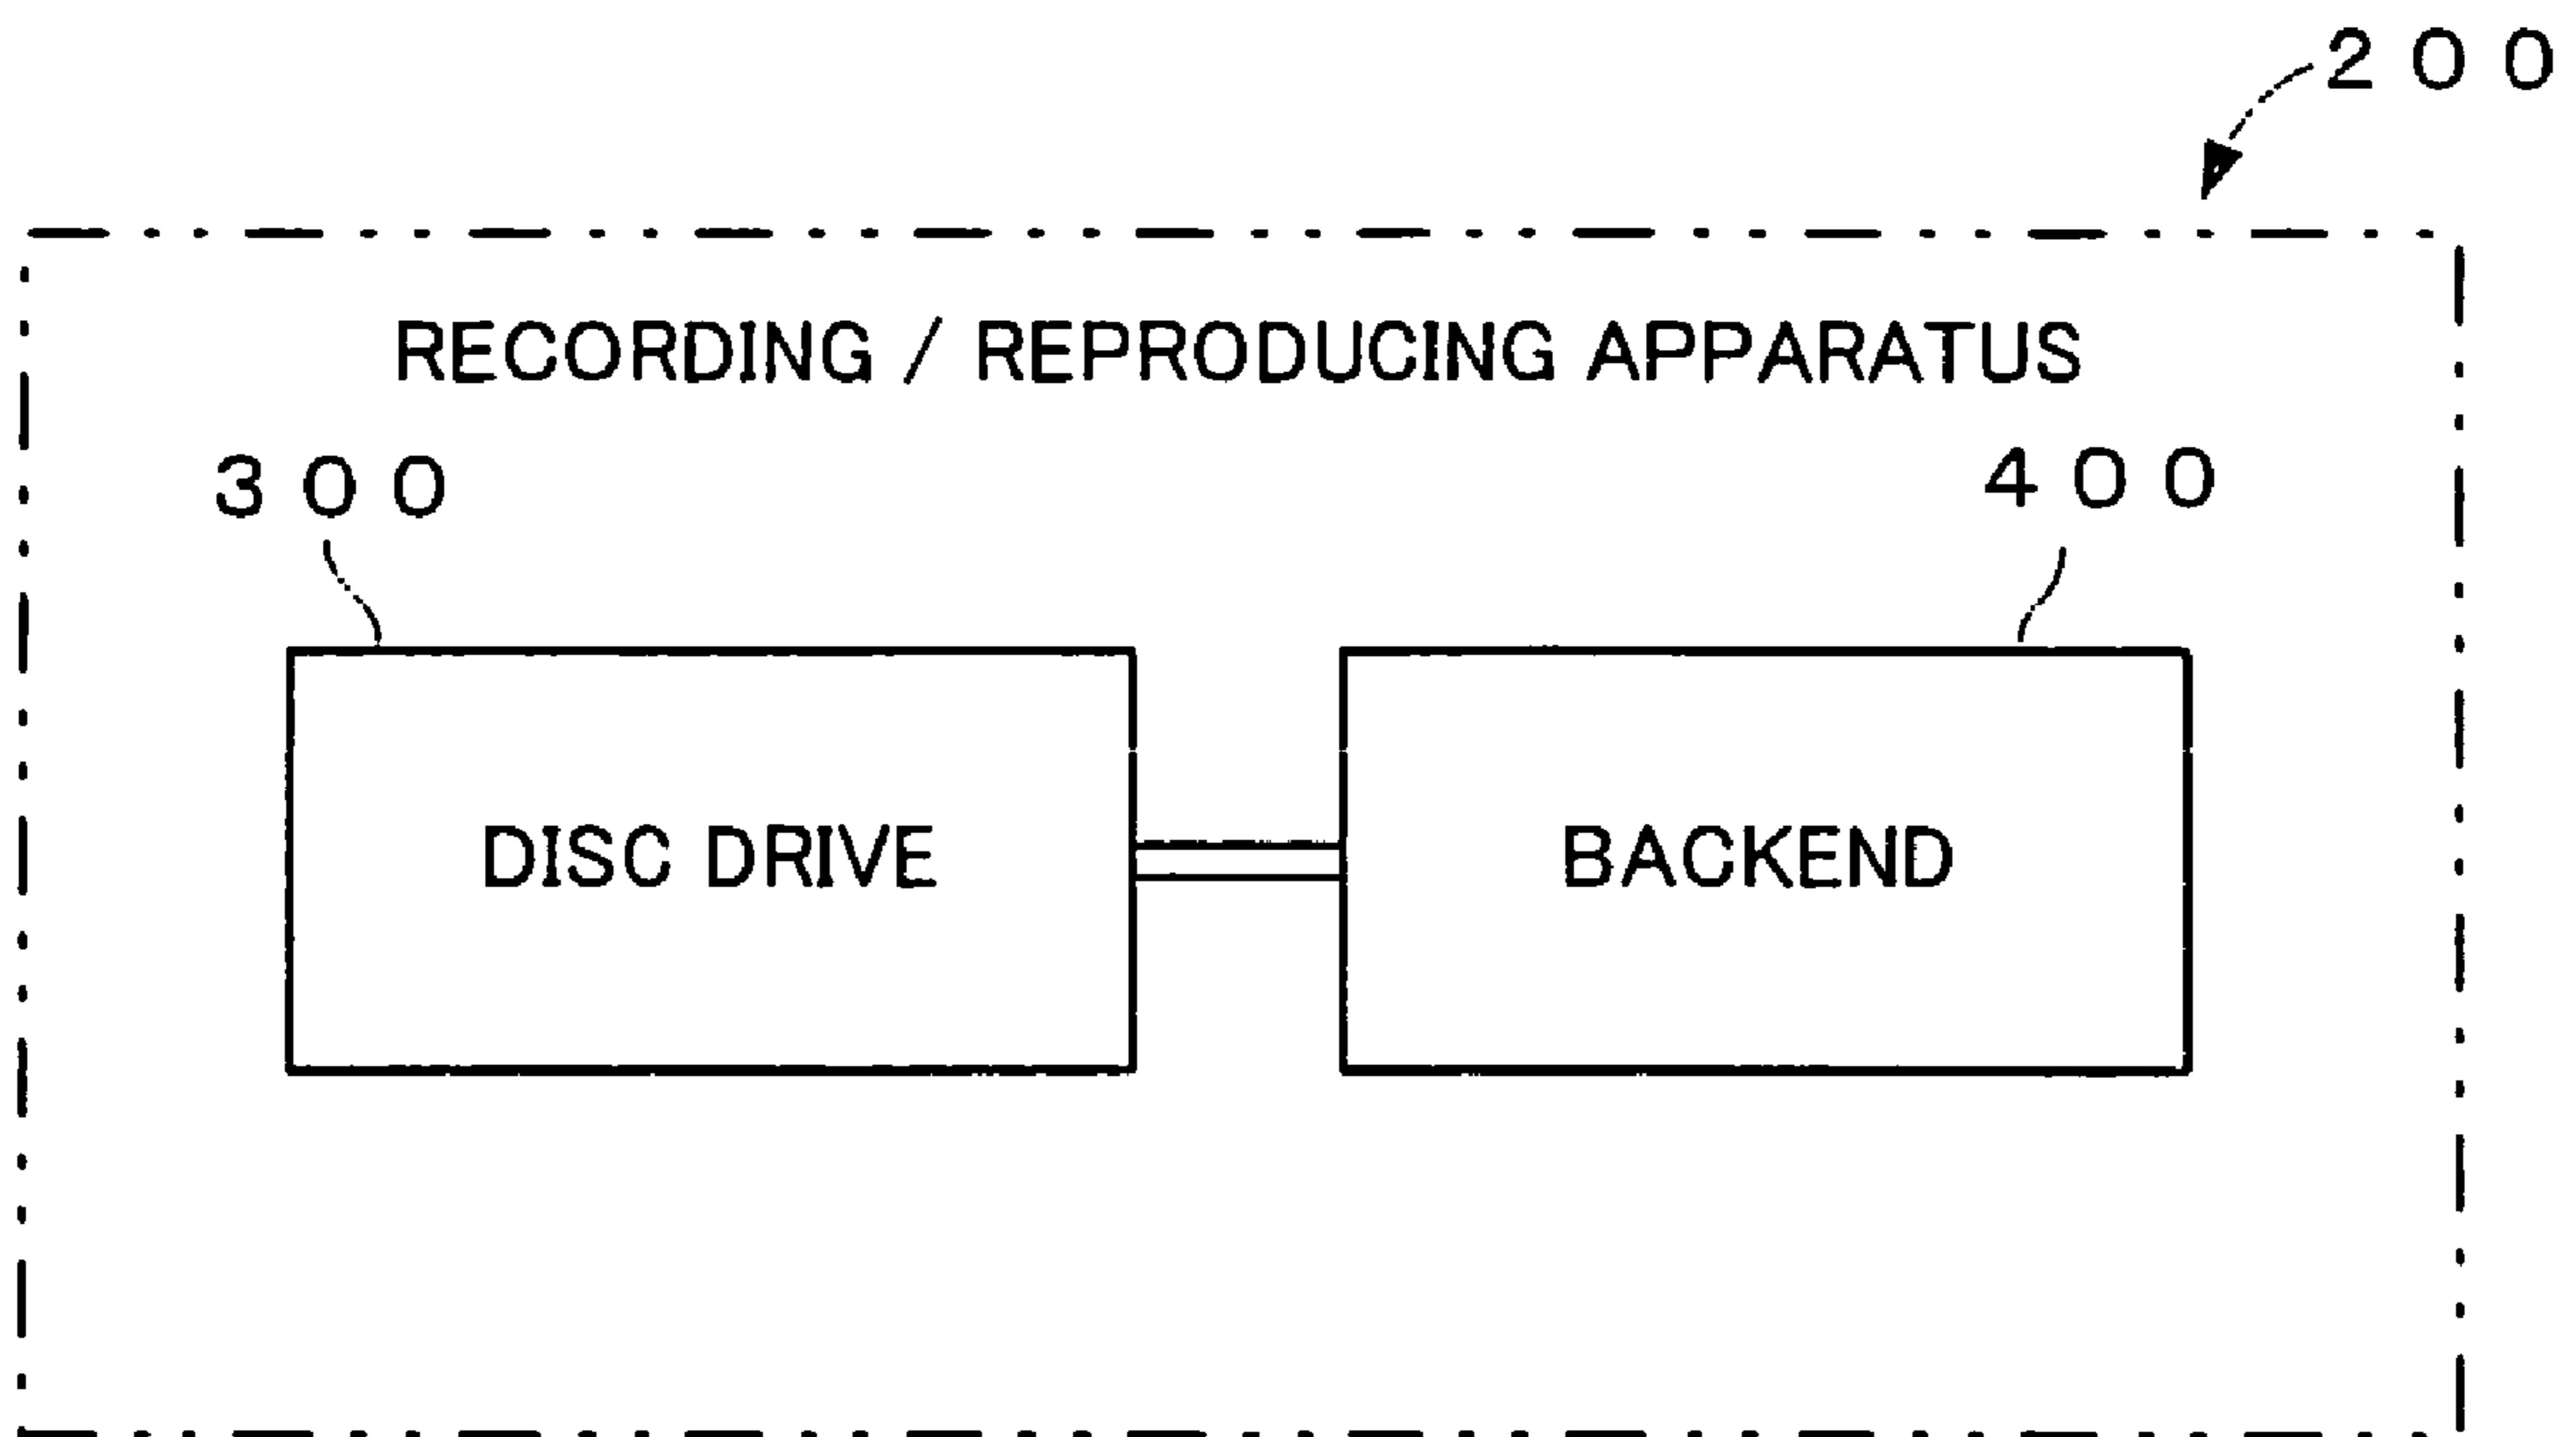 200
RECORDING / REPRODUCING APPARATUS
300
400
DISC DRIVE
BACKEND